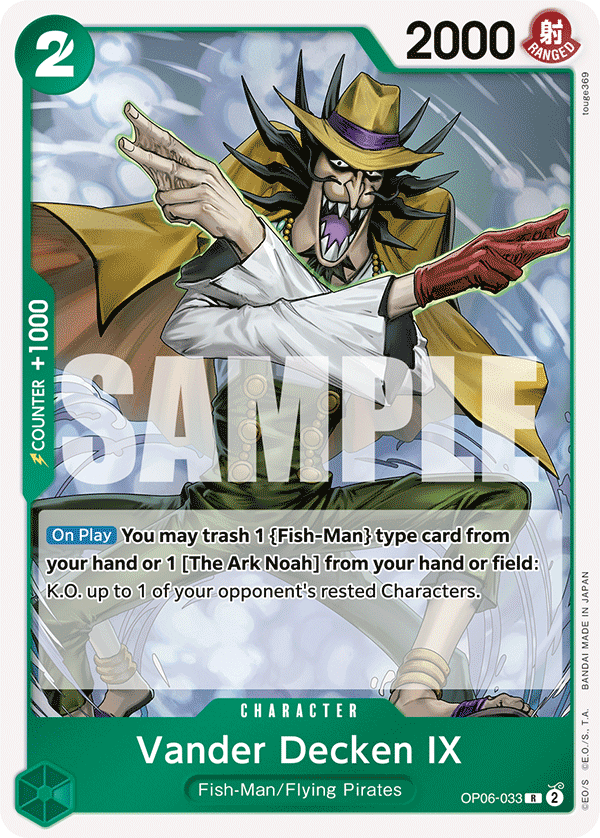 2
2000
射
RANGED
touge369
COUNTER +1000
SAMPLE
On Play You may trash 1 {Fish-Man} type card from
your hand or 1 [The Ark Noah] from your hand or field:
K.O. up to 1 of your opponent's rested Characters.
CHARACTER
Vander Decken IX
Fish-Man/Flying Pirates
OP06-033 R 2
©EO/S ©E.O./S., T.A. BANDAI MADE IN JAPAN